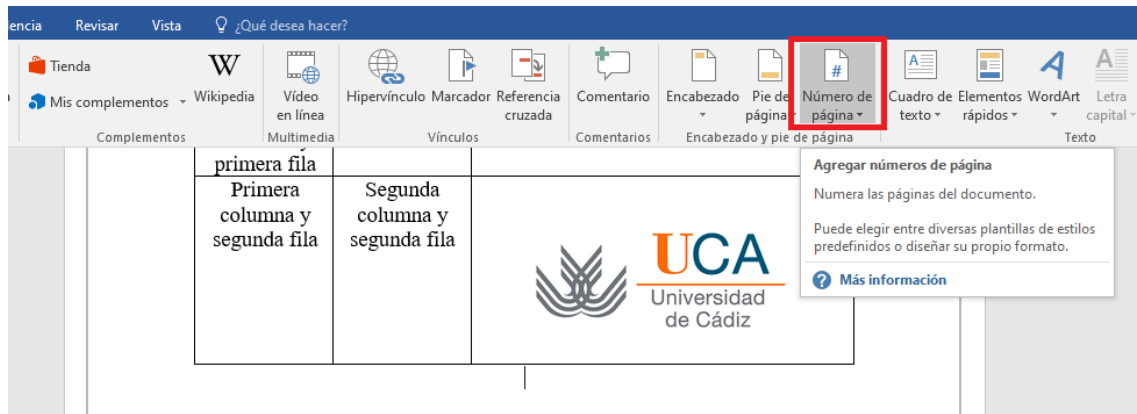 encia Revisar Vista ¿Qué desea hacer?
Tienda
Mis complementos
Wikipedia
Vídeo
en línea
Hipervínculo Marcador Referencia
cruzada
Comentario
Encabezado Pie de
página
Número de
página
#
Cuadro de
texto
A
Elementos
rápidos
WordArt
A
Letra
capital
A
W
Complementos Multimedia Vínculos Comentarios Encabezado y pie de página Texto
primera fila
Primera
columna y
segunda fila
Segunda
columna y
segunda fila
UCA
Universidad
de Cádiz
Agregar números de página
Numera las páginas del documento.
Puede elegir entre diversas plantillas de estilos
predefinidos o diseñar su propio formato.
? Más información